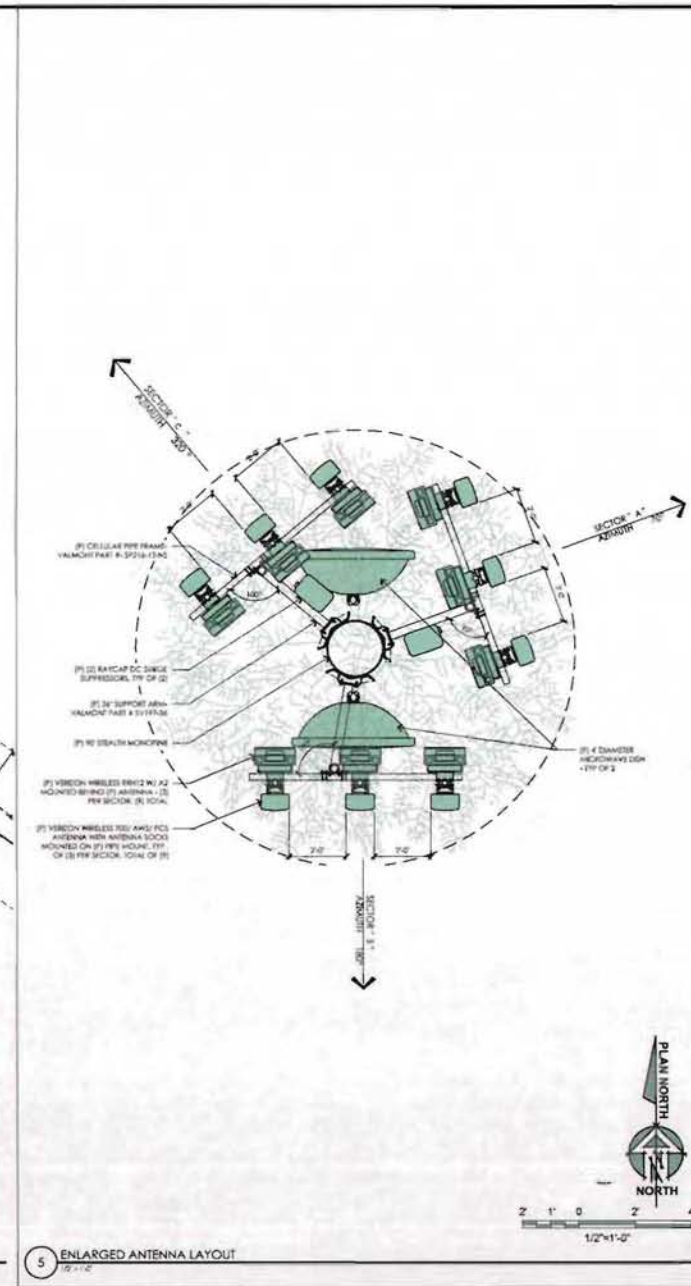 SECTOR " C "
AZIMUTH 320°
SECTOR " A"
AZIMUTH 70°
2'-0"
(P) CELLULAR PIPE FRAME-
VALMONT PART #-
(P) (2) RAYCAP DC SURGE
SUPPRESSORS, TYP OF (2)
(P) 36" SUPPORT ARM-
VALMONT PART #
(P) 90' STEALTH MONOPINE
(P) VERIZON WIRELESS RRH12 W/ A2
MOUNTED BEHIND (P) ANTENNA - (3)
PER SECTOR, TOTAL
(P) VERIZON WIRELESS 700/ AWS/ PCS
ANTENNA WITH ANTENNA SOCKS
MOUNTED ON (P) PIPE MOUNT, TYP.
OF (3) PER SECTOR, TOTAL OF (9)
(P) 4' DIAMETER
MICROWAVE DISH
- TYP OF 2
SECTOR " B "
AZIMUTH 180°
PLAN NORTH
NORTH
2' 1' 0 2' 4
1/2"=1'-0"
5 ENLARGED ANTENNA LAYOUT